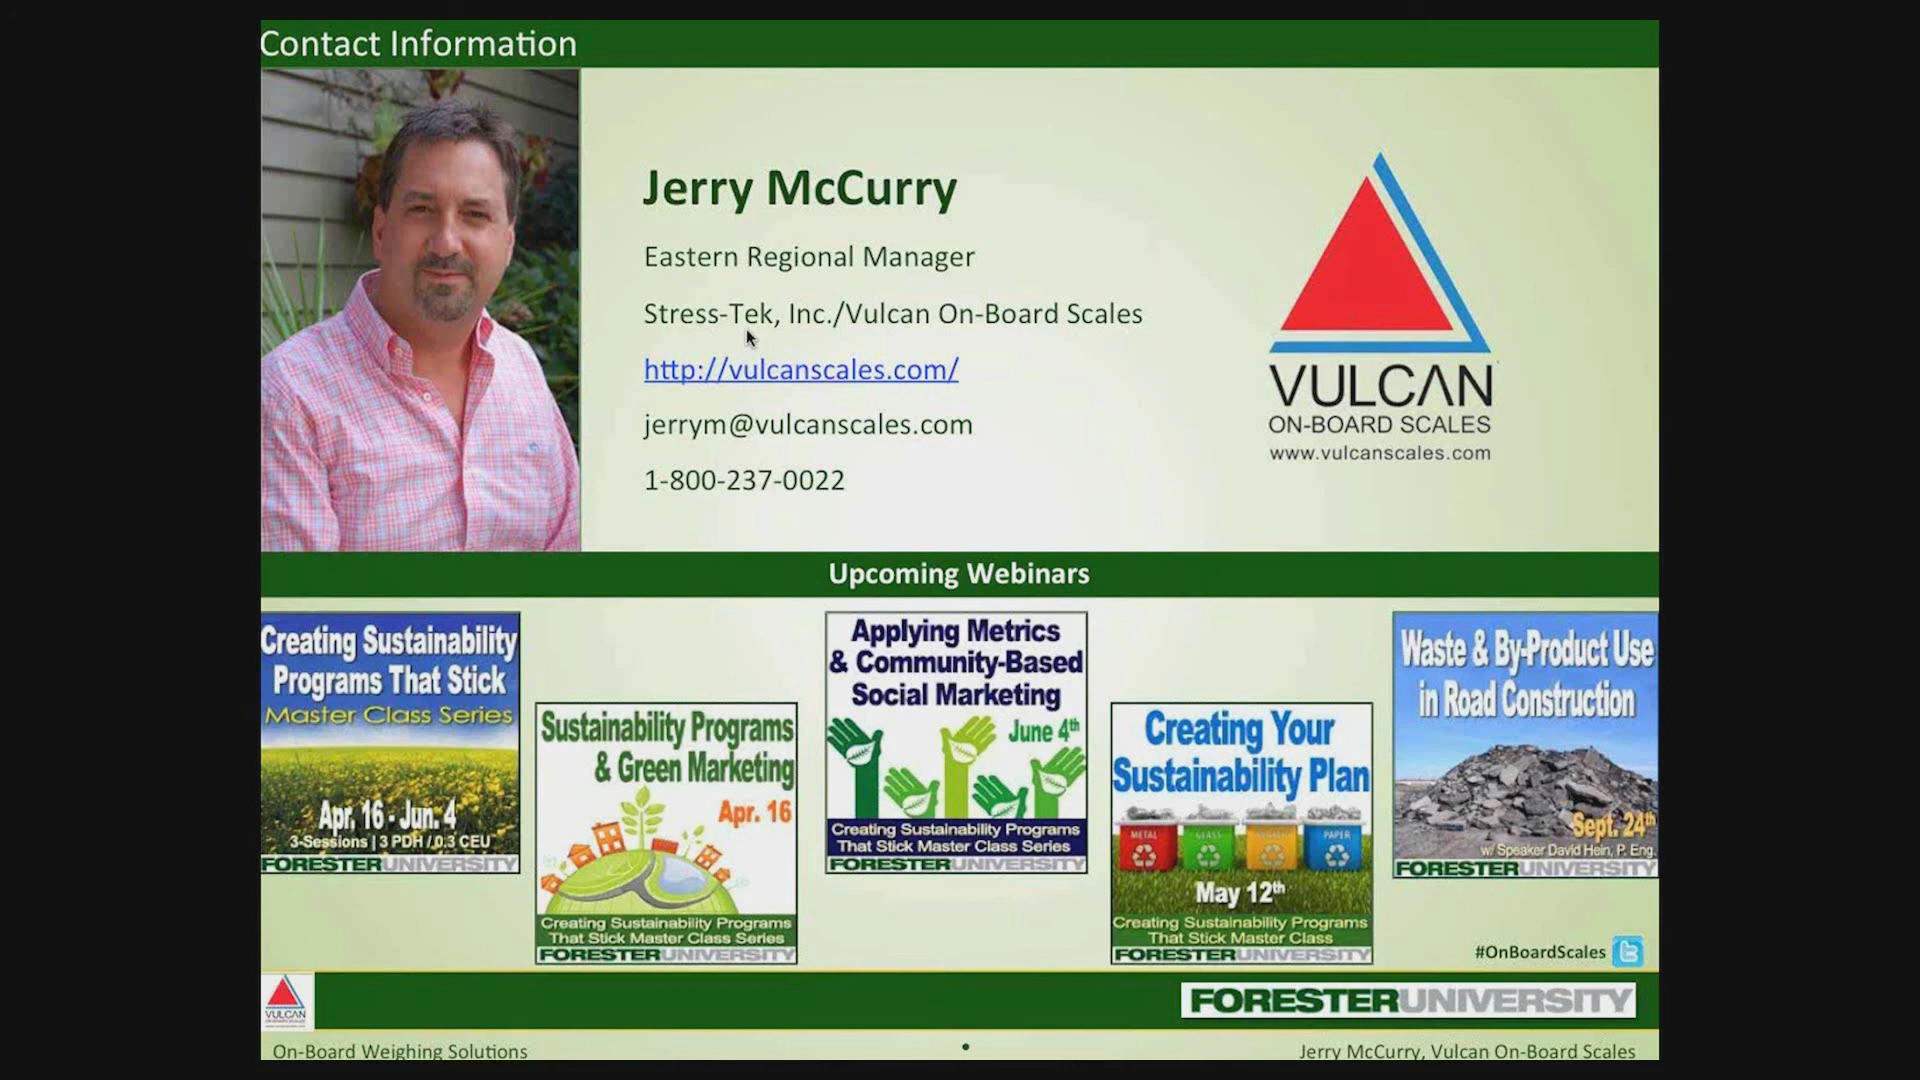 Contact Information
Jerry McCurry
Eastern Regional Manager
Stress-Tek, Inc./Vulcan On-Board Scales
http://vulcanscales.com/
jerrym@vulcanscales.com
1-800-237-0022
VULCAN
ON-BOARD SCALES
www.vulcanscales.com
Upcoming Webinars
Creating Sustainability
Programs That Stick
Master Class Series
Apr. 16 - Jun. 4
3-Sessions | 3 PDH / 0.3 CEU
FORESTERUNIVERSITY
Sustainability Programs
& Green Marketing
Apr. 16
Creating Sustainability Programs
That Stick Master Class Series
FORESTERUNIVERSITY
Applying Metrics
& Community-Based
Social Marketing
June 4th
Creating Sustainability Programs
That Stick Master Class Series
FORESTERUNIVERSITY
Creating Your
Sustainability Plan
METAL
GLASS
PAPER
May 12th
Creating Sustainability Programs
That Stick Master Class
FORESTERUNIVERSITY
Waste & By-Product Use
in Road Construction
Sept. 24th
w/ Speaker David Hein, P. Eng.
FORESTERUNIVERSITY
#OnBoardScales
VULCAN
FORESTERUNIVERSITY
On-Board Weighing Solutions
Jerry McCurry, Vulcan On-Board Scales